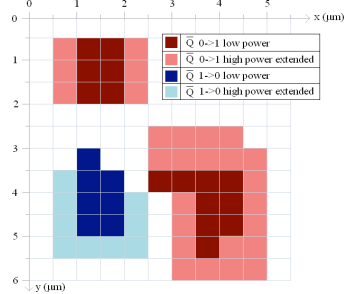 0 1 2 3 4 5 x (μm)
0
Q̅ 0->1 low power
Q̅ 0->1 high power extended
1
Q̅ 1->0 low power
Q̅ 1->0 high power extended
2
3
4
5
6
y (μm)